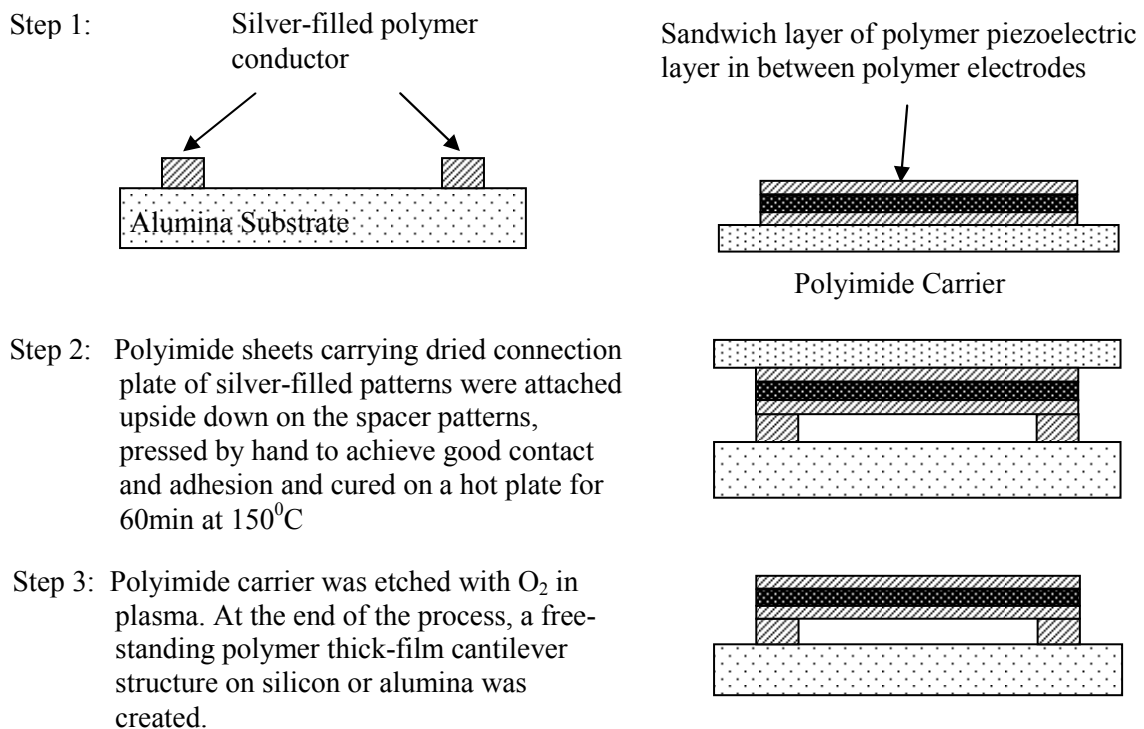 Step 1:
Silver-filled polymer
conductor
Sandwich layer of polymer piezoelectric
layer in between polymer electrodes
Alumina Substrate
Polyimide Carrier
Step 2: Polyimide sheets carrying dried connection
plate of silver-filled patterns were attached
upside down on the spacer patterns,
pressed by hand to achieve good contact
and adhesion and cured on a hot plate for
60min at 150⁰C
Step 3: Polyimide carrier was etched with O₂ in
plasma. At the end of the process, a free-
standing polymer thick-film cantilever
structure on silicon or alumina was
created.